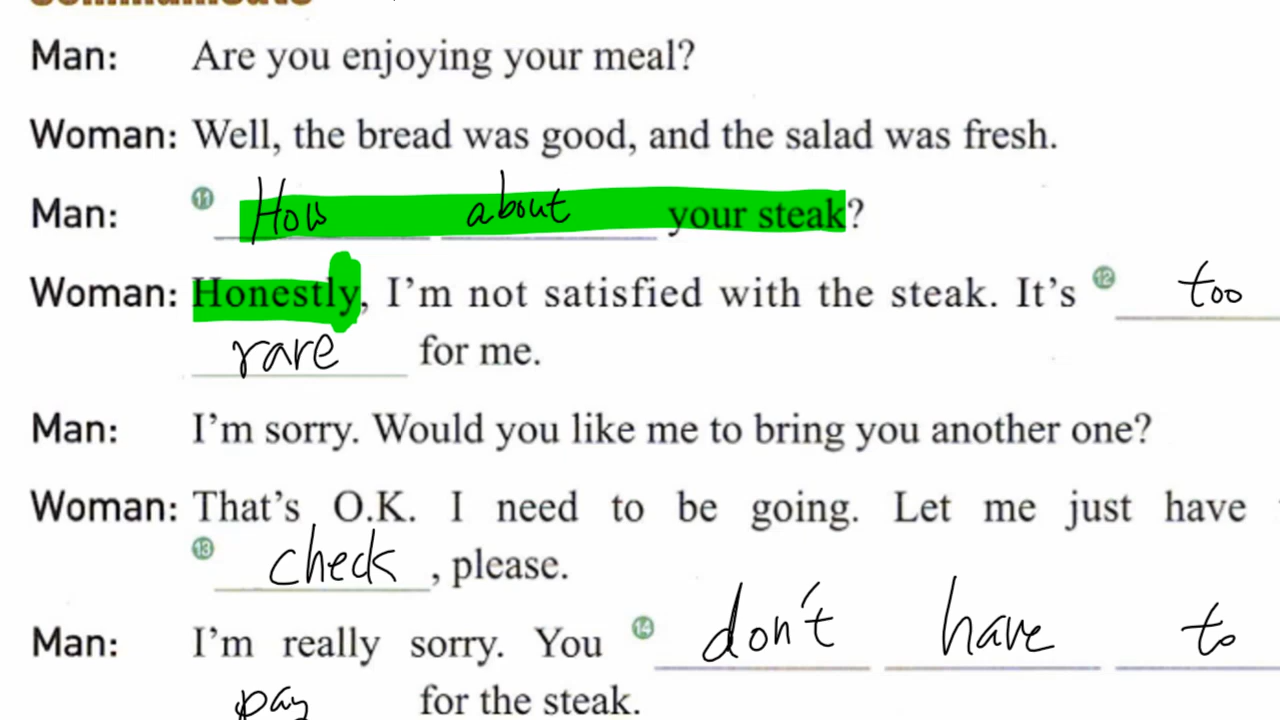 Man: Are you enjoying your meal?
Woman: Well, the bread was good, and the salad was fresh.
Man: ⑪ How about your steak?
Woman: Honestly, I'm not satisfied with the steak. It's ⑫ too
rare for me.
Man: I'm sorry. Would you like me to bring you another one?
Woman: That's O.K. I need to be going. Let me just have
⑬ check, please.
Man: I'm really sorry. You ⑭ don't have to
pay for the steak.